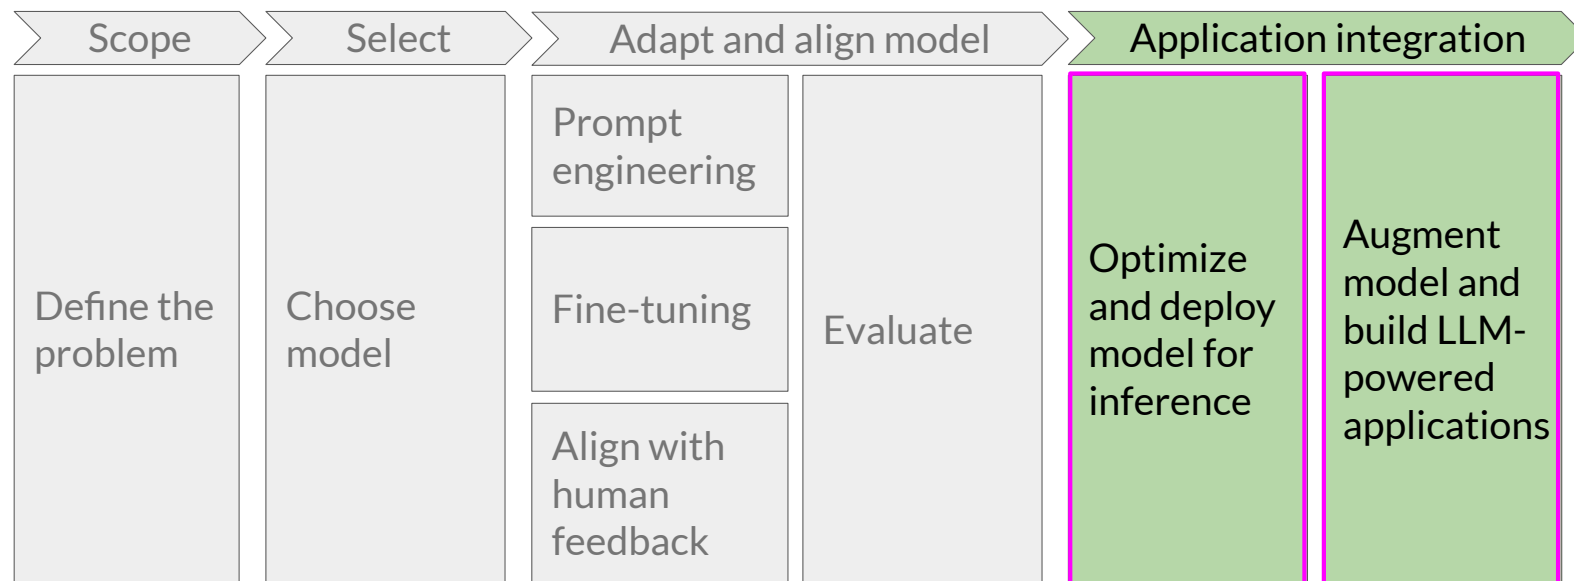 Scope
Select
Adapt and align model
Application integration
Define the
problem
Choose
model
Prompt
engineering
Fine-tuning
Align with
human
feedback
Evaluate
Optimize
and deploy
model for
inference
Augment
model and
build LLM-
powered
applications